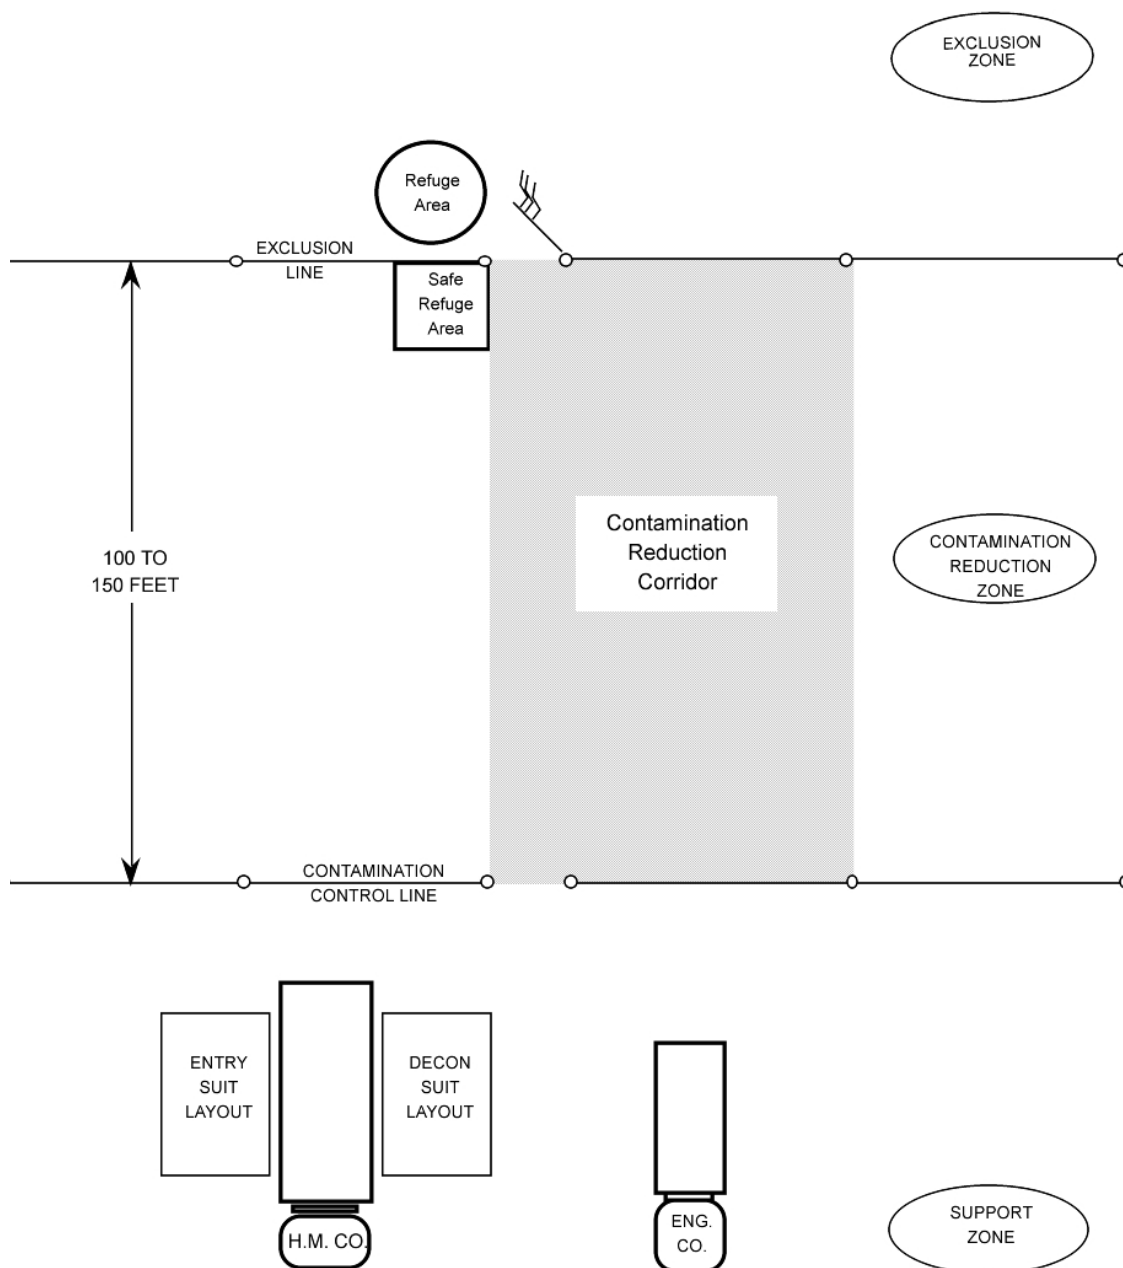 EXCLUSION
ZONE
Refuge
Area
EXCLUSION
LINE
Safe
Refuge
Area
Contamination
Reduction
Corridor
100 TO
150 FEET
CONTAMINATION
REDUCTION
ZONE
CONTAMINATION
CONTROL LINE
ENTRY
SUIT
LAYOUT
DECON
SUIT
LAYOUT
H.M. CO.
ENG.
CO.
SUPPORT
ZONE